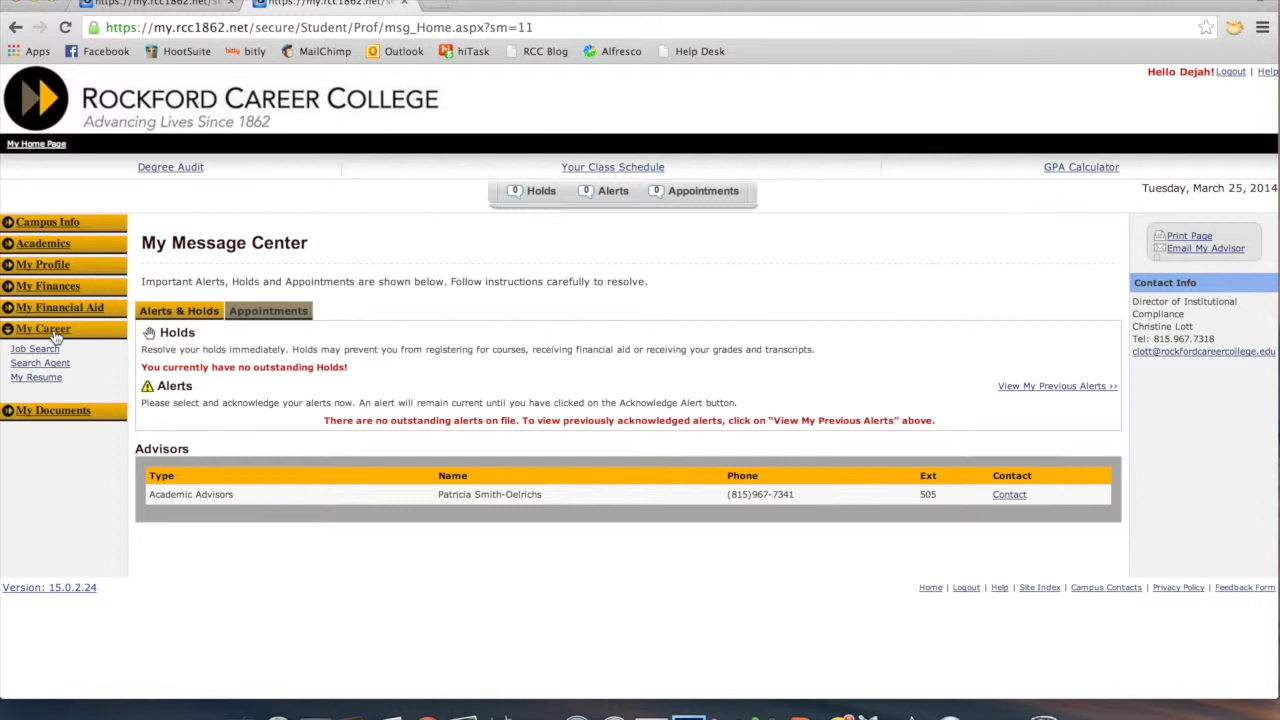 https://my.rcc1862.net/secure/Student/Prof/msg_Home.aspx?sm=11
Apps Facebook HootSuite bitly MailChimp Outlook hiTask RCC Blog Alfresco Help Desk
Hello Dejah! Logout | Help
ROCKFORD CAREER COLLEGE
Advancing Lives Since 1862
My Home Page
Degree Audit Your Class Schedule GPA Calculator
0 Holds 0 Alerts 0 Appointments
Tuesday, March 25, 2014
Campus Info
Academics
My Profile
My Finances
My Financial Aid
My Career
Job Search
Search Agent
My Resume
My Documents
My Message Center
Important Alerts, Holds and Appointments are shown below. Follow instructions carefully to resolve.
Alerts & Holds Appointments
Holds
Resolve your holds immediately. Holds may prevent you from registering for courses, receiving financial aid or receiving your grades and transcripts.
You currently have no outstanding Holds!
Alerts
View My Previous Alerts >>
Please select and acknowledge your alerts now. An alert will remain current until you have clicked on the Acknowledge Alert button.
There are no outstanding alerts on file. To view previously acknowledged alerts, click on "View My Previous Alerts" above.
Advisors
Type Name Phone Ext Contact
Academic Advisors Patricia Smith-Oelrichs (815)967-7341 505 Contact
Print Page
Email My Advisor
Contact Info
Director of Institutional
Compliance
Christine Lott
Tel: 815.967.7318
clott@rockfordcareercollege.edu
Version: 15.0.2.24
Home | Logout | Help | Site Index | Campus Contacts | Privacy Policy | Feedback Form